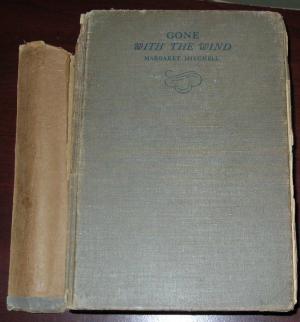 GONE
WITH THE WIND
MARGARET MITCHELL